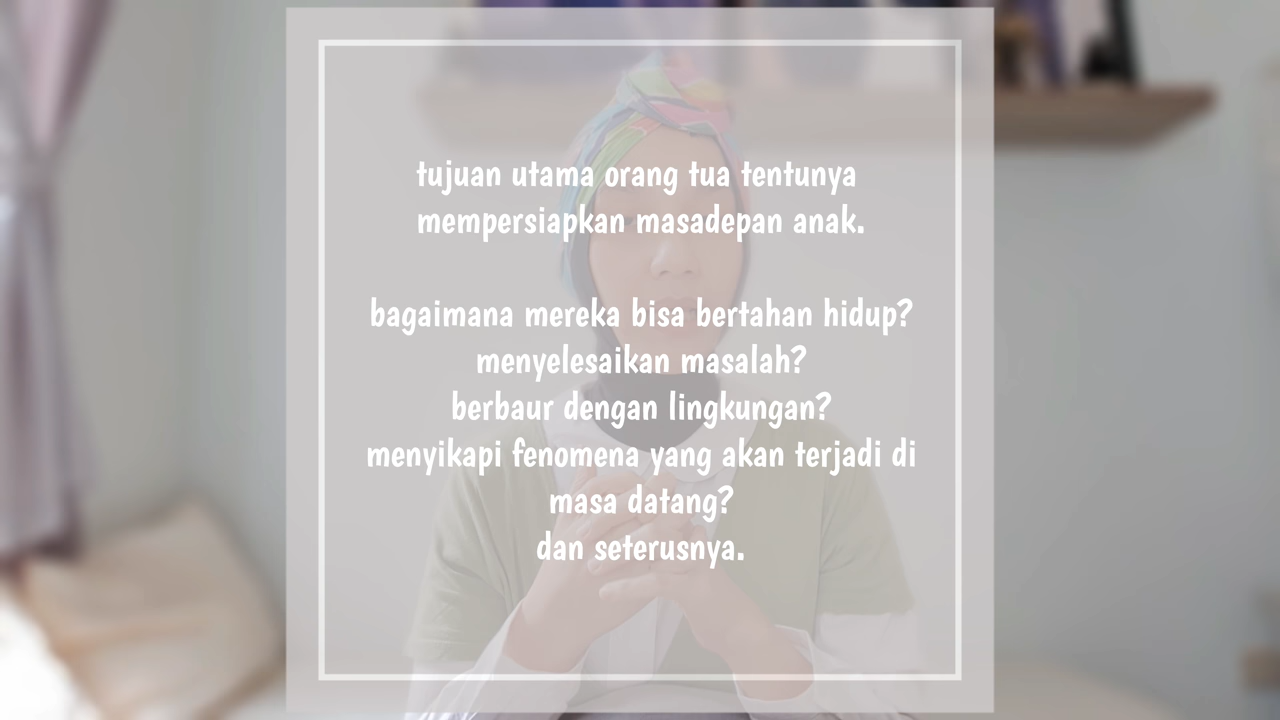 tujuan utama orang tua tentunya
mempersiapkan masadepan anak.
bagaimana mereka bisa bertahan hidup?
menyelesaikan masalah?
berbaur dengan lingkungan?
menyikapi fenomena yang akan terjadi di
masa datang?
dan seterusnya.